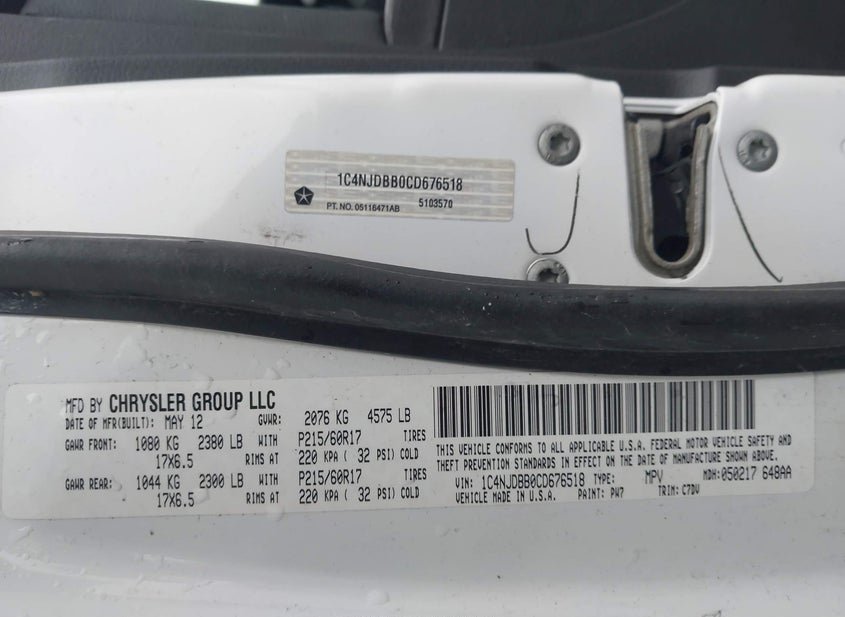 1C4NJDBB0CD676518
PT. NO. 05116471AB 5103570
MFD BY CHRYSLER GROUP LLC
DATE OF MFR(BUILT): MAY 12 GVWR: 2076 KG 4575 LB
GAWR FRONT: 1080 KG 2380 LB WITH P215/60R17 TIRES
17X6.5 RIMS AT 220 KPA ( 32 PSI) COLD
GAWR REAR: 1044 KG 2300 LB WITH P215/60R17 TIRES
17X6.5 RIMS AT 220 KPA ( 32 PSI) COLD
THIS VEHICLE CONFORMS TO ALL APPLICABLE U.S.A. FEDERAL MOTOR VEHICLE SAFETY AND
THEFT PREVENTION STANDARDS IN EFFECT ON THE DATE OF MANUFACTURE SHOWN ABOVE.
VIN: 1C4NJDBB0CD676518 TYPE: MPV MDH: 050217 648AA
VEHICLE MADE IN U.S.A. PAINT: PW7 TRIM: C7DV